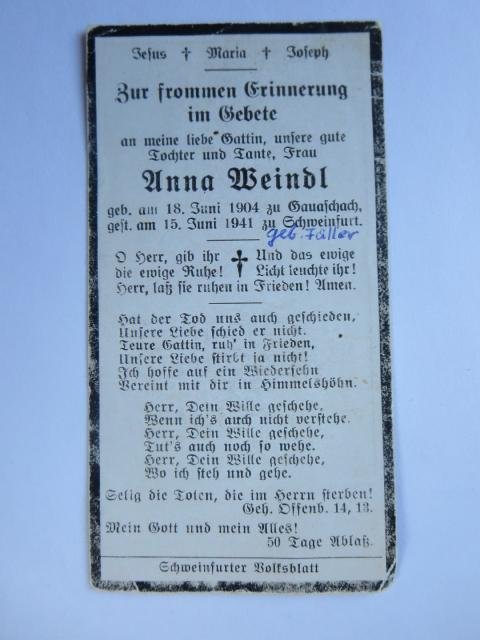 Jesus † Maria † Joseph
Zur frommen Erinnerung
im Gebete
an meine liebe Gattin, unsere gute
Tochter und Tante, Frau
Anna Weindl
geb. am 18. Juni 1904 zu Gauaschach,
gest. am 15. Juni 1941 zu Schweinfurt.
geb. Füller
O Herr, gib ihr † Und das ewige
die ewige Ruhe! Licht leuchte ihr!
Herr, laß sie ruhen in Frieden! Amen.
Hat der Tod uns auch geschieden,
Unsere Liebe schied er nicht.
Teure Gattin, ruh' in Frieden,
Unsere Liebe stirbt ja nicht!
Ich hoffe auf ein Wiedersehn
Vereint mit dir in Himmelshöhn.
Herr, Dein Wille geschehe,
Wenn ich's auch nicht verstehe.
Herr, Dein Wille geschehe,
Tut's auch noch so wehe.
Herr, Dein Wille geschehe,
Wo ich steh und gehe.
Selig die Toten, die im Herrn sterben!
Geh. Offenb. 14, 13.
Mein Gott und mein Alles!
50 Tage Ablaß.
Schweinfurter Volksblatt